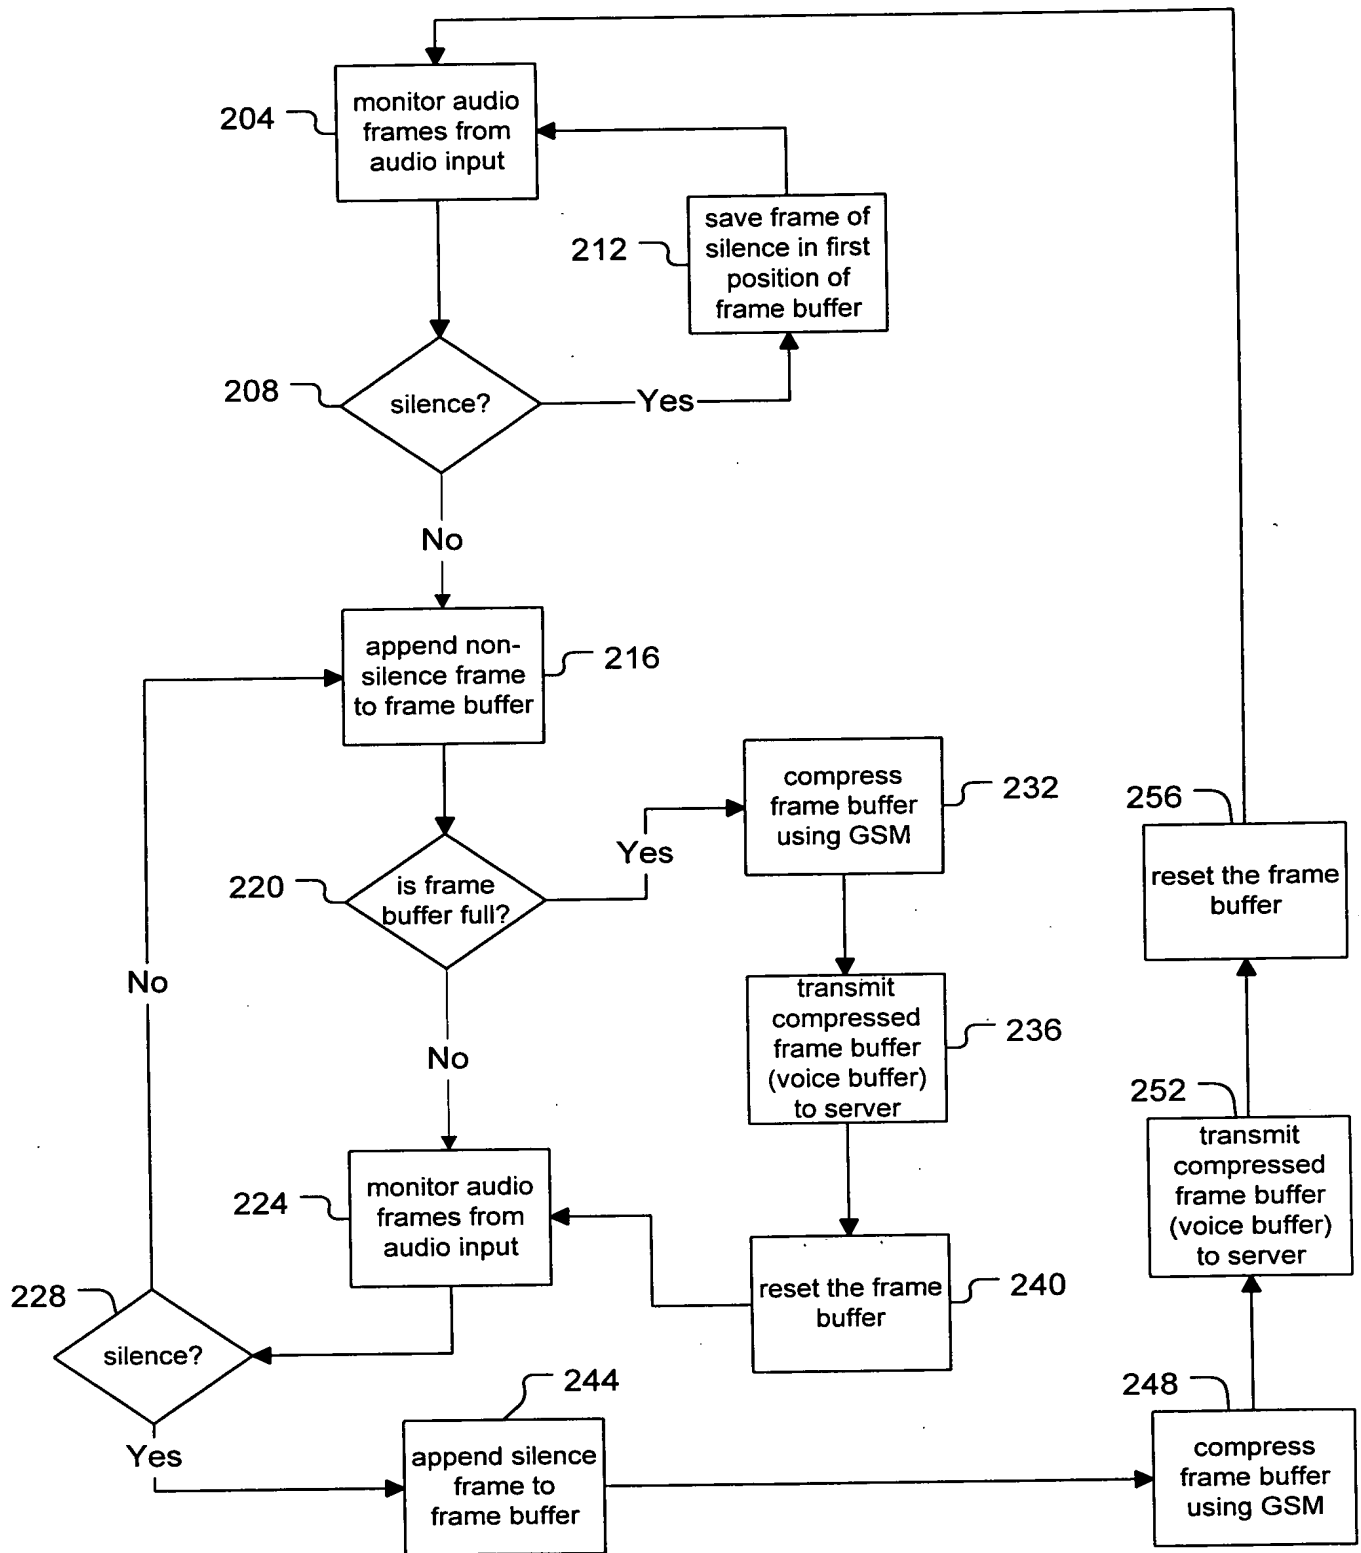 204
monitor audio
frames from
audio input
212
save frame of
silence in first
position of
frame buffer
208
silence?
Yes
No
append non-
silence frame
to frame buffer
216
220
is frame
buffer full?
Yes
compress
frame buffer
using GSM
232
256
reset the frame
buffer
No
No
transmit
compressed
frame buffer
(voice buffer)
to server
236
252
transmit
compressed
frame buffer
(voice buffer)
to server
224
monitor audio
frames from
audio input
228
silence?
reset the frame
buffer
240
244
248
Yes
append silence
frame to
frame buffer
compress
frame buffer
using GSM